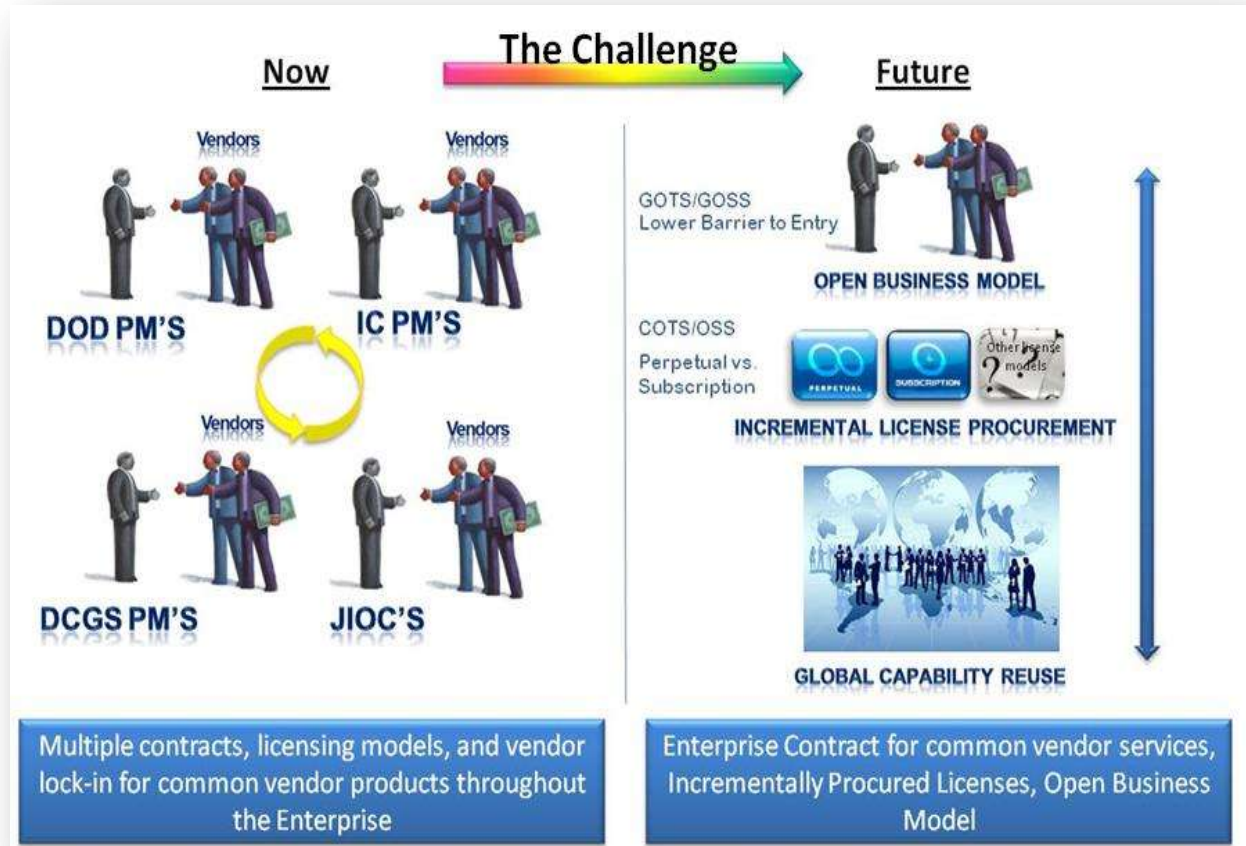 The Challenge
Now
Future
Vendors
Vendors
DOD PM'S
IC PM'S
Vendors
Vendors
DCGS PM'S
JIOC'S
GOTS/GOSS
Lower Barrier to Entry
OPEN BUSINESS MODEL
COTS/OSS
Perpetual vs.
Subscription
PERPETUAL
SUBSCRIPTION
Other license
models
? ?
INCREMENTAL LICENSE PROCUREMENT
GLOBAL CAPABILITY REUSE
Multiple contracts, licensing models, and vendor
lock-in for common vendor products throughout
the Enterprise
Enterprise Contract for common vendor services,
Incrementally Procured Licenses, Open Business
Model